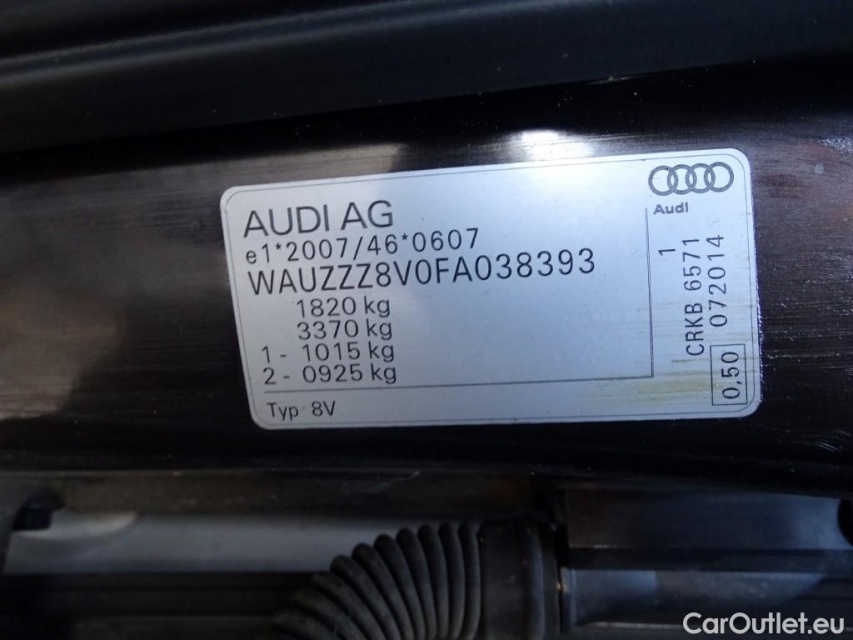 AUDI AG
e1*2007/46*0607
WAUZZZ8V0FA038393
1820 kg
3370 kg
1 - 1015 kg
2 - 0925 kg
Typ 8V
Audi
1
CRKB 6571
072014
0,50
CarOutlet.eu